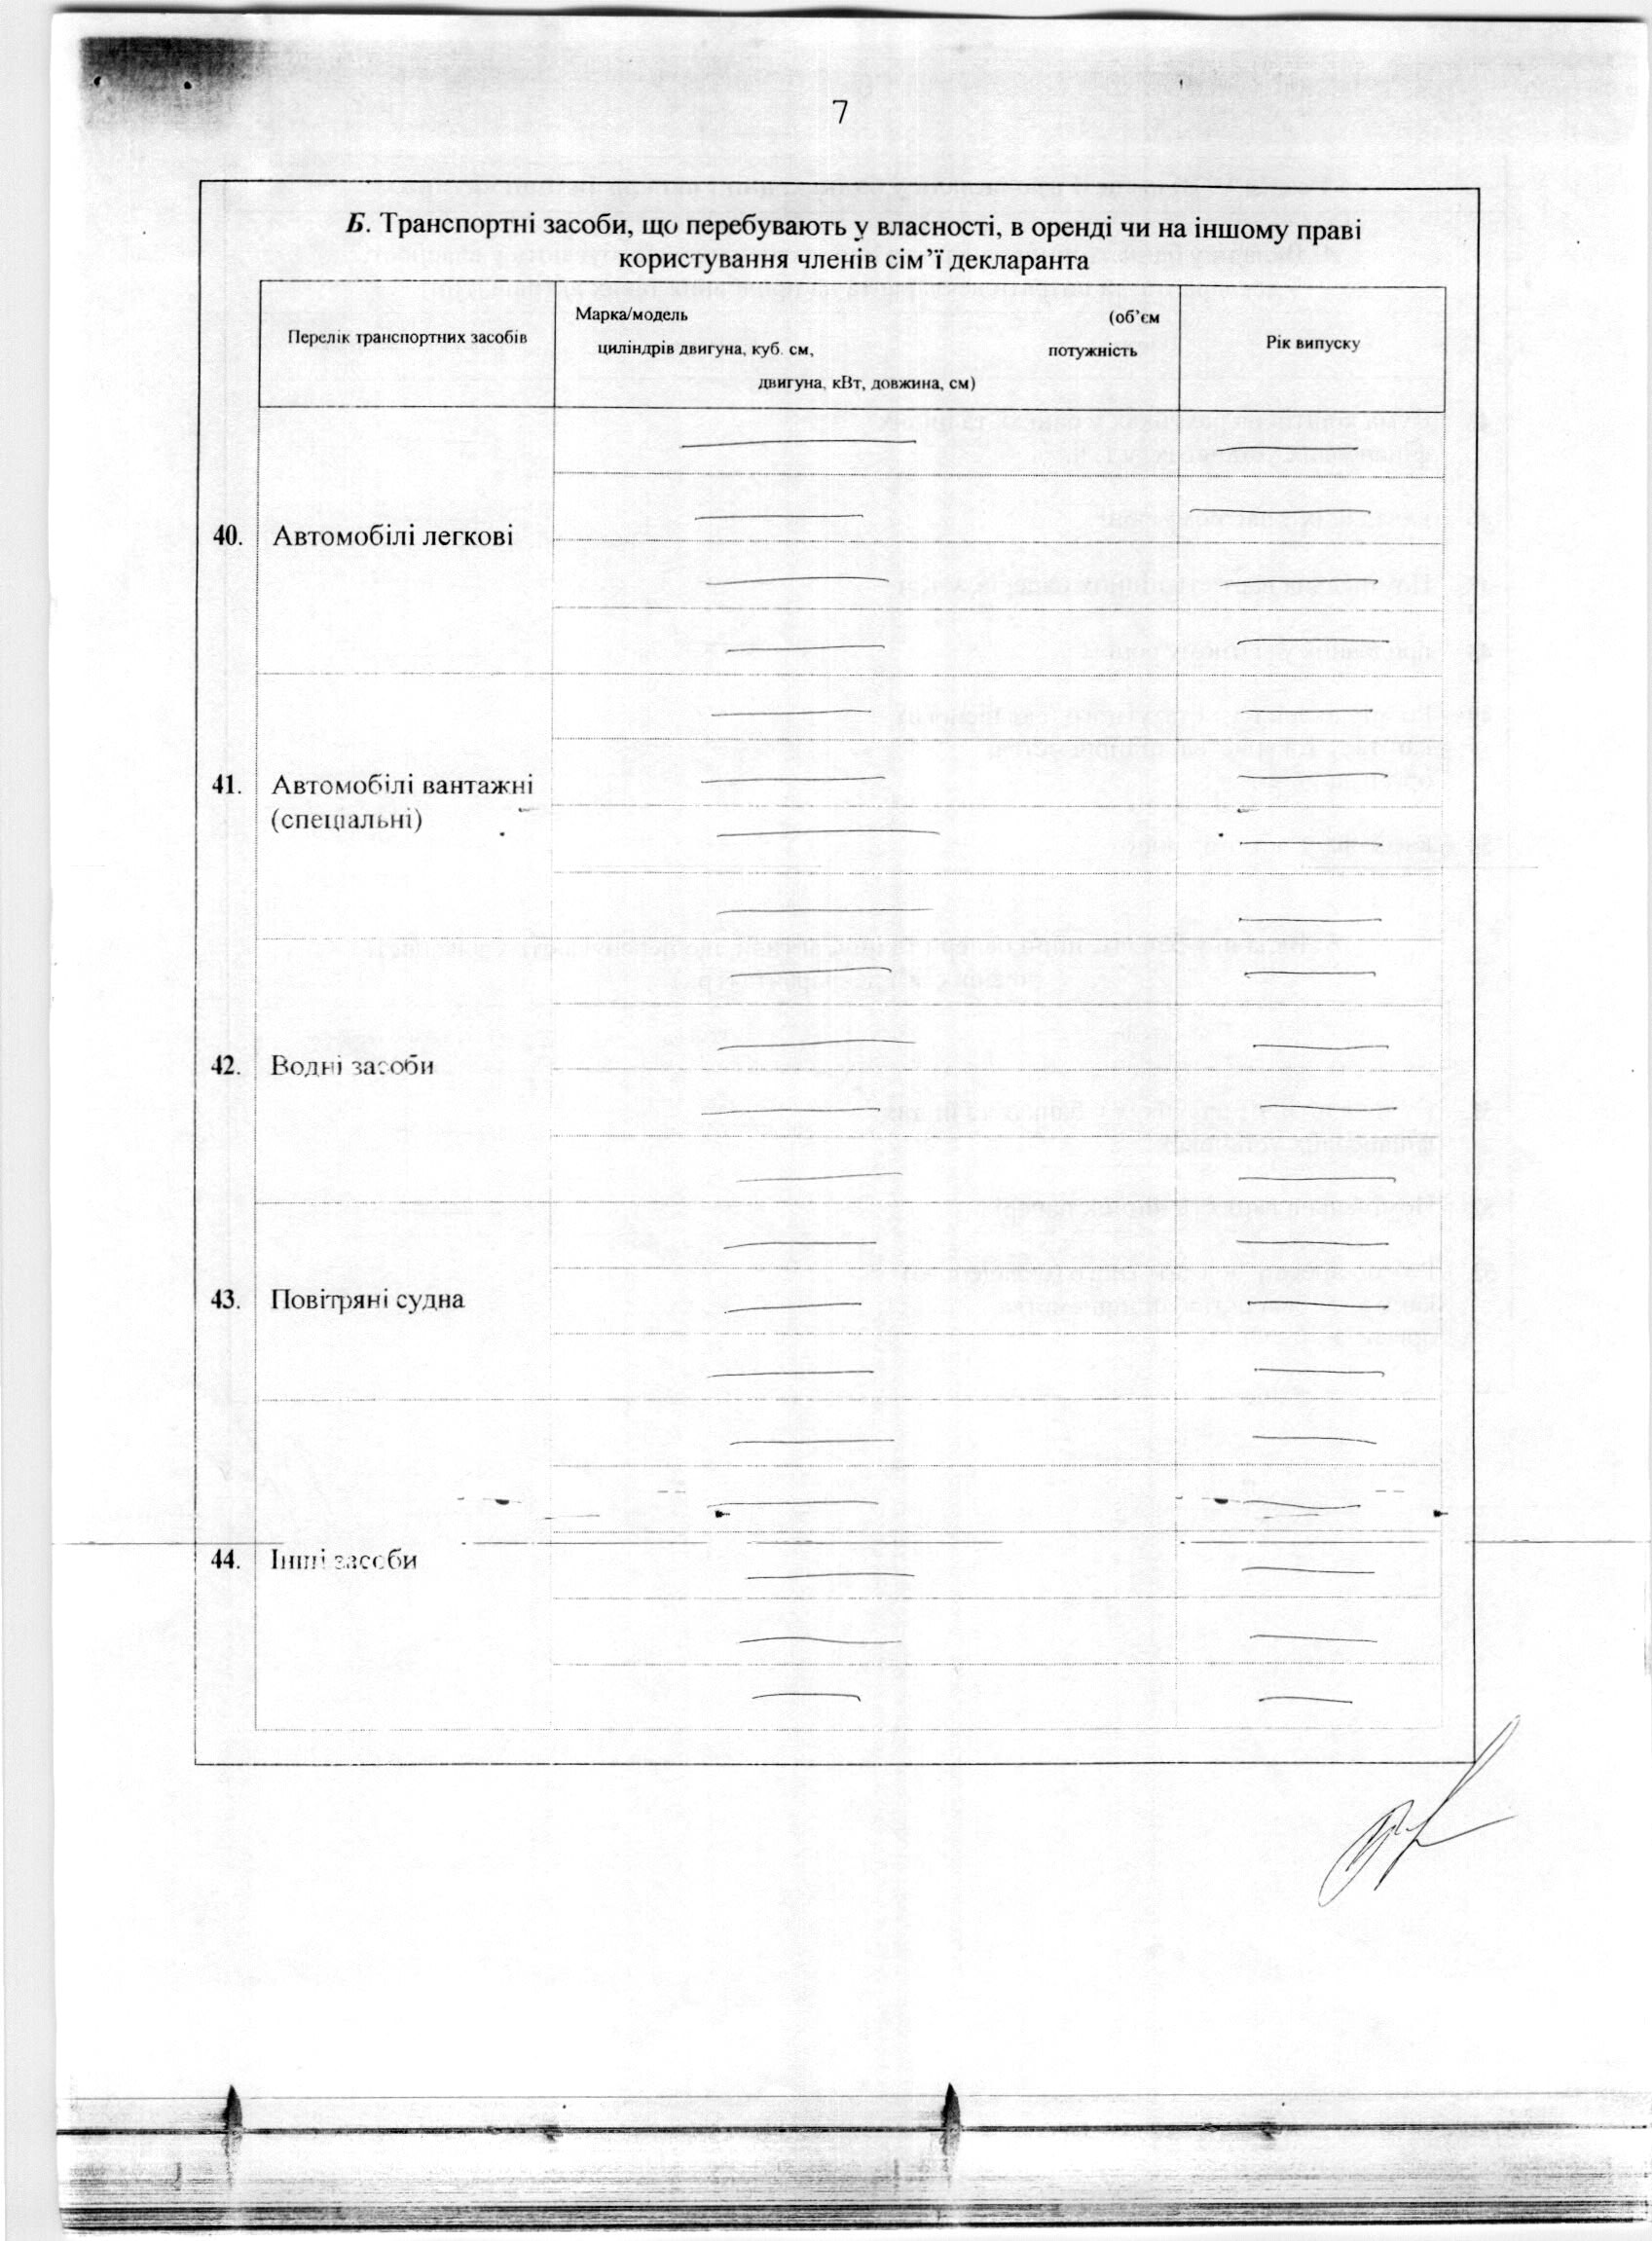 7
Б. Транспортні засоби, що перебувають у власності, в оренді чи на іншому праві
користування членів сім’ї декларанта
Перелік транспортних засобів
Марка/модель (об’єм
циліндрів двигуна, куб. см, потужність
двигуна, кВт, довжина, см)
Рік випуску
40. Автомобілі легкові
41. Автомобілі вантажні
(спеціальні)
42. Водні засоби
43. Повітряні судна
44. Інші засоби